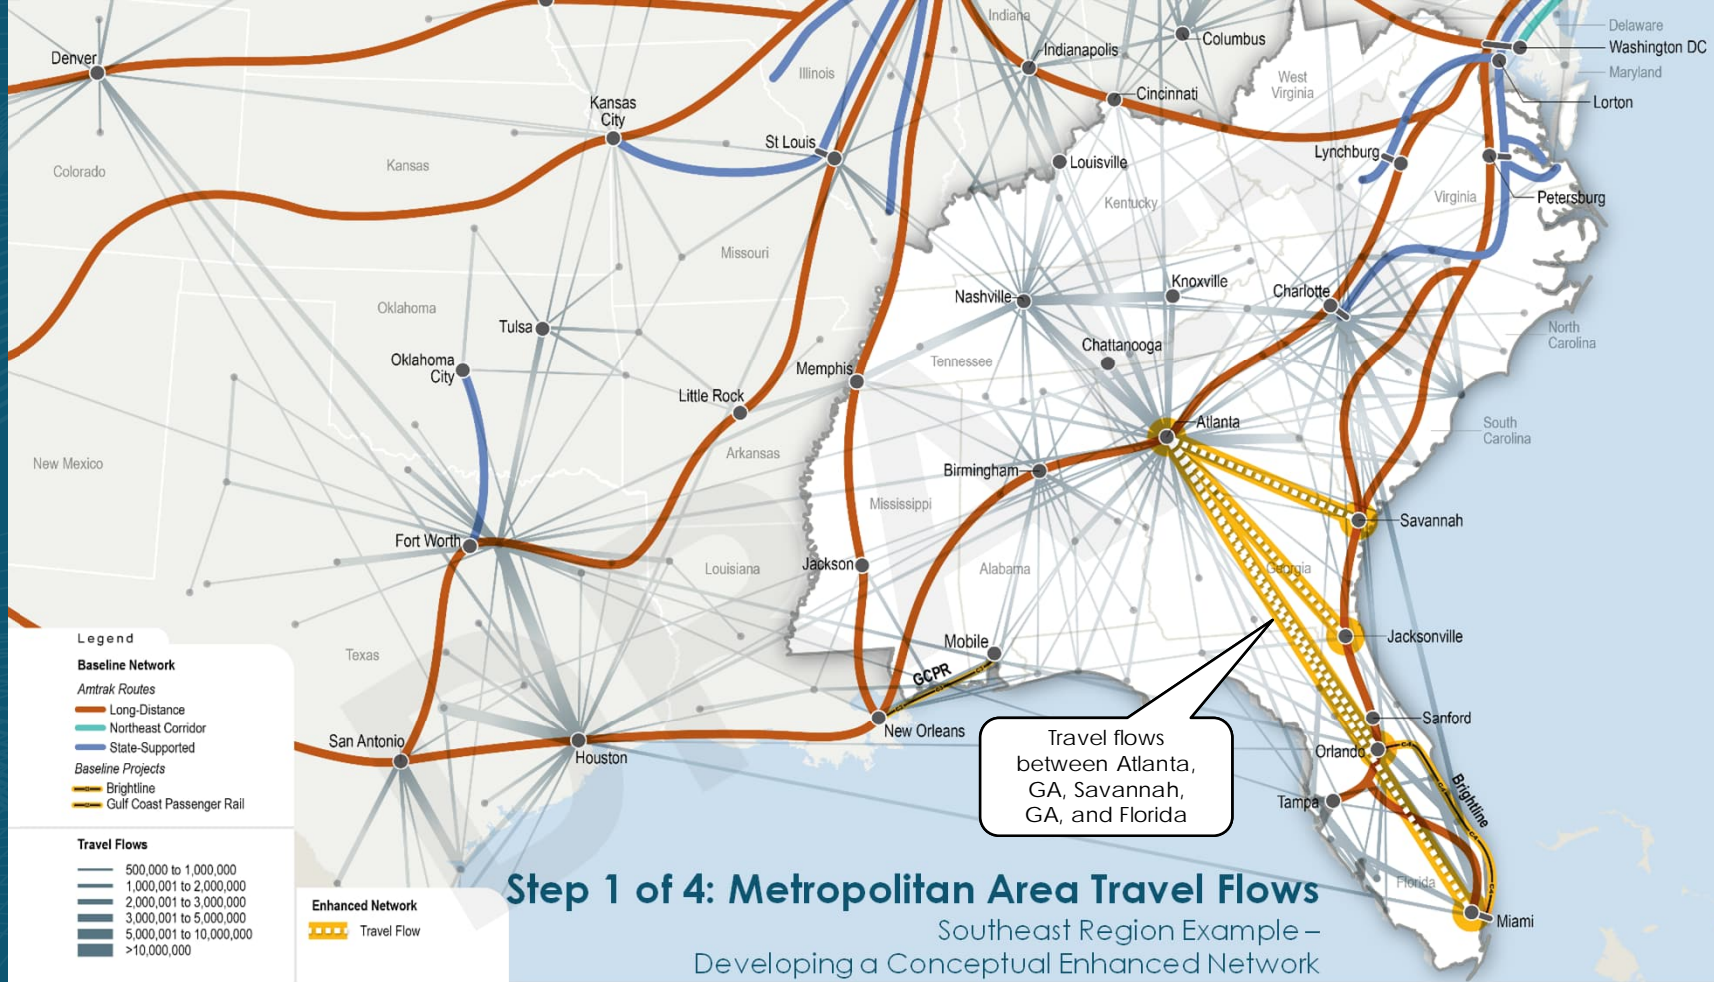 Denver
Colorado
Kansas
City
Kansas
St Louis
Illinois
Indiana
Indianapolis
Columbus
Cincinnati
Louisville
Kentucky
West
Virginia
Delaware
Washington DC
Maryland
Lorton
Lynchburg
Virginia
Petersburg
Missouri
Oklahoma
Tulsa
Oklahoma
City
Nashville
Knoxville
Charlotte
North
Carolina
Chattanooga
Tennessee
Memphis
Little Rock
Arkansas
Atlanta
South
Carolina
New Mexico
Birmingham
Mississippi
Savannah
Fort Worth
Louisiana
Jackson
Alabama
Georgia
Jacksonville
Texas
Mobile
GCPR
New Orleans
San Antonio
Houston
Sanford
Orlando
Tampa
Brightline
Florida
Miami
DRAFT
Travel flows
between Atlanta,
GA, Savannah,
GA, and Florida
Legend
Baseline Network
Amtrak Routes
Long-Distance
Northeast Corridor
State-Supported
Baseline Projects
Brightline
Gulf Coast Passenger Rail
Travel Flows
500,000 to 1,000,000
1,000,001 to 2,000,000
2,000,001 to 3,000,000
3,000,001 to 5,000,000
5,000,001 to 10,000,000
>10,000,000
Enhanced Network
Travel Flow
Step 1 of 4: Metropolitan Area Travel Flows
Southeast Region Example –
Developing a Conceptual Enhanced Network